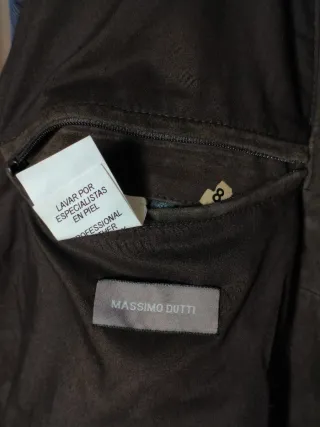 LAVAR POR
ESPECIALISTAS
EN PIEL
PROFESSIONAL
8
MASSIMO DUTTI